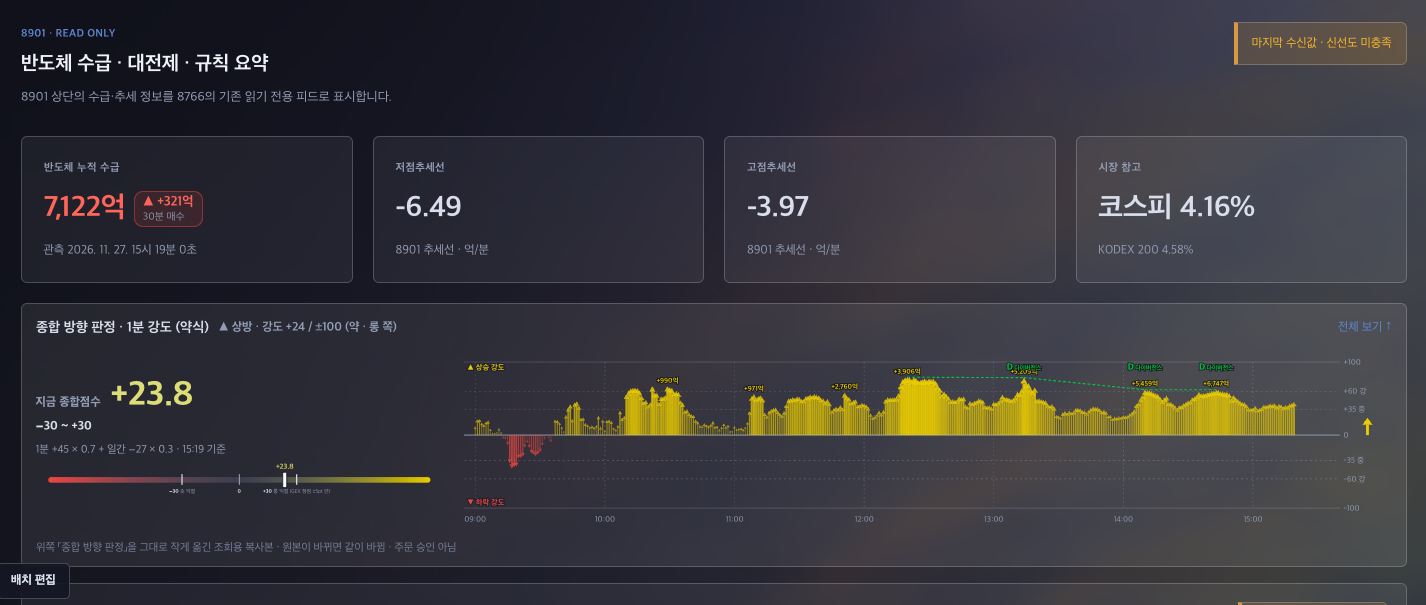 8901 · READ ONLY
반도체 수급 · 대전제 · 규칙 요약
8901 상단의 수급·추세 정보를 8766의 기존 읽기 전용 피드로 표시합니다.
마지막 수신값 · 신선도 미충족
반도체 누적 수급
7,122억
▲ +321억
30분 매수
관측 2026. 11. 27. 15시 19분 0초
저점추세선
-6.49
8901 추세선 · 억/분
고점추세선
-3.97
8901 추세선 · 억/분
시장 참고
코스피 4.16%
KODEX 200 4.58%
종합 방향 판정 · 1분 강도 (약식) ▲ 상방 · 강도 +24 / ±100 (약 · 롱 쪽)
전체 보기 ↑
지금 종합점수 +23.8
−30 ~ +30
1분 +45 × 0.7 + 일간 −27 × 0.3 · 15:19 기준
+23.8
−30
0
+30
▲ 상승 강도
+990억
+971억
+2,760억
+3,906억
D 다이버전스
D 다이버전스
+5,459억
D 다이버전스
+6,747억
▼ 하락 강도
+100
+60 강
+35 중
0
-35 중
-60 강
-100
09:00 10:00 11:00 12:00 13:00 14:00 15:00
위쪽 「종합 방향 판정」을 그대로 작게 옮긴 조회용 복사본 · 원본이 바뀌면 같이 바뀜 · 주문 승인 아님
배치 편집